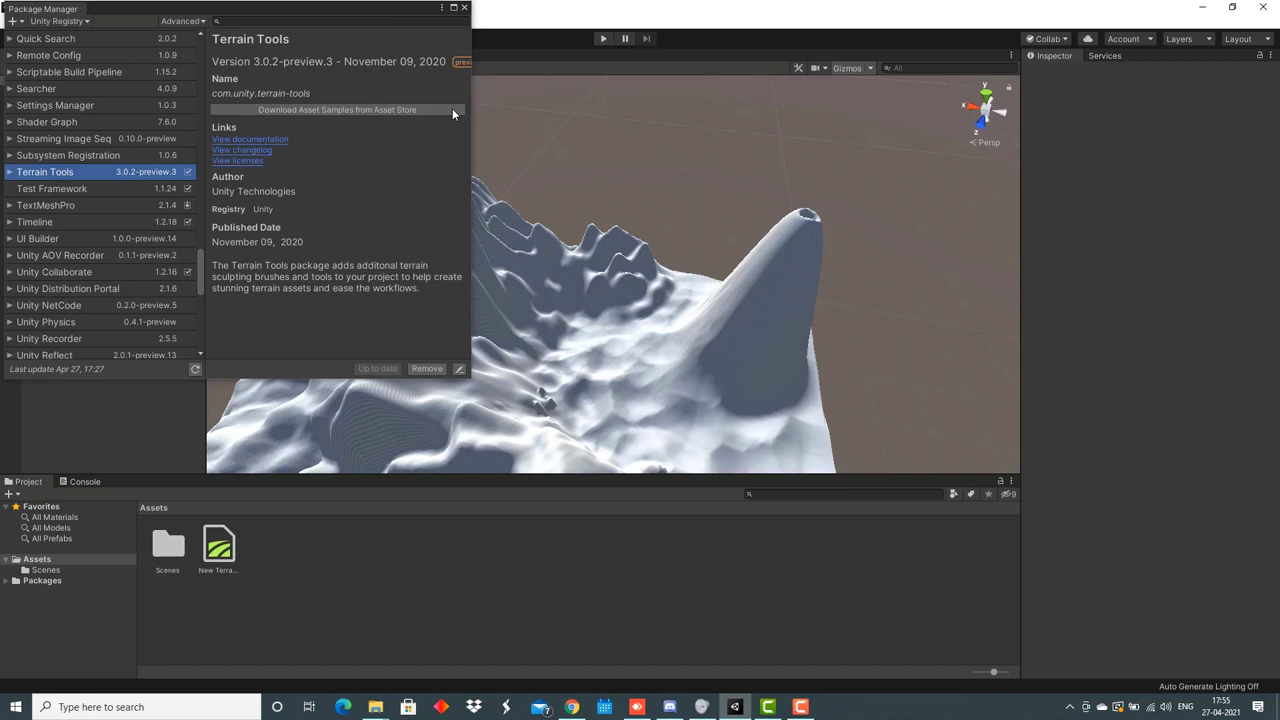 Package Manager
Unity Registry
Advanced
Quick Search 2.0.2
Remote Config 1.0.9
Scriptable Build Pipeline 1.15.2
Searcher 4.0.9
Settings Manager 1.0.3
Shader Graph 7.6.0
Streaming Image Seq 0.10.0-preview
Subsystem Registration 1.0.6
Terrain Tools 3.0.2-preview.3
Test Framework 1.1.24
TextMeshPro 2.1.4
Timeline 1.2.18
UI Builder 1.0.0-preview.14
Unity AOV Recorder 0.1.1-preview.2
Unity Collaborate 1.2.16
Unity Distribution Portal 2.1.6
Unity NetCode 0.2.0-preview.5
Unity Physics 0.4.1-preview
Unity Recorder 2.5.5
Unity Reflect 2.0.1-preview.13
Last update Apr 27, 17:27
Terrain Tools
Version 3.0.2-preview.3 - November 09, 2020 previ
Name
com.unity.terrain-tools
Download Asset Samples from Asset Store
Links
View documentation
View changelog
View licenses
Author
Unity Technologies
Registry Unity
Published Date
November 09, 2020
The Terrain Tools package adds additonal terrain
sculpting brushes and tools to your project to help create
stunning terrain assets and ease the workflows.
Up to date Remove
Collab Account Layers Layout
Gizmos All
Inspector Services
y
x
z
Persp
Project Console
9
Favorites
All Materials
All Models
All Prefabs
Assets
Scenes
Packages
Assets
Scenes New Terra...
Auto Generate Lighting Off
Type here to search
7
ENG
17:55
27-04-2021